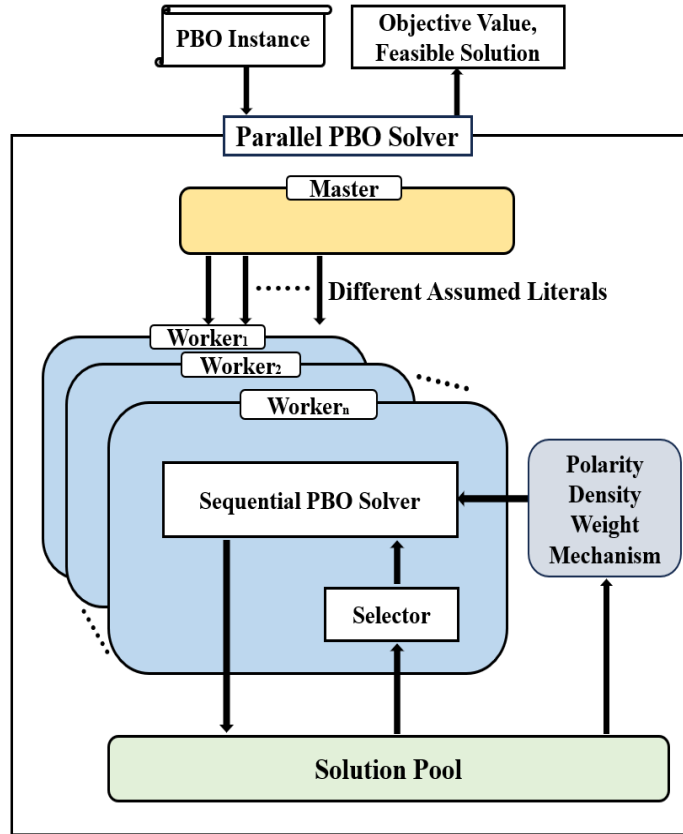 PBO Instance
Objective Value,
Feasible Solution
Parallel PBO Solver
Master
Different Assumed Literals
Worker₁
Worker₂
Workerₙ
Sequential PBO Solver
Polarity
Density
Weight
Mechanism
Selector
Solution Pool